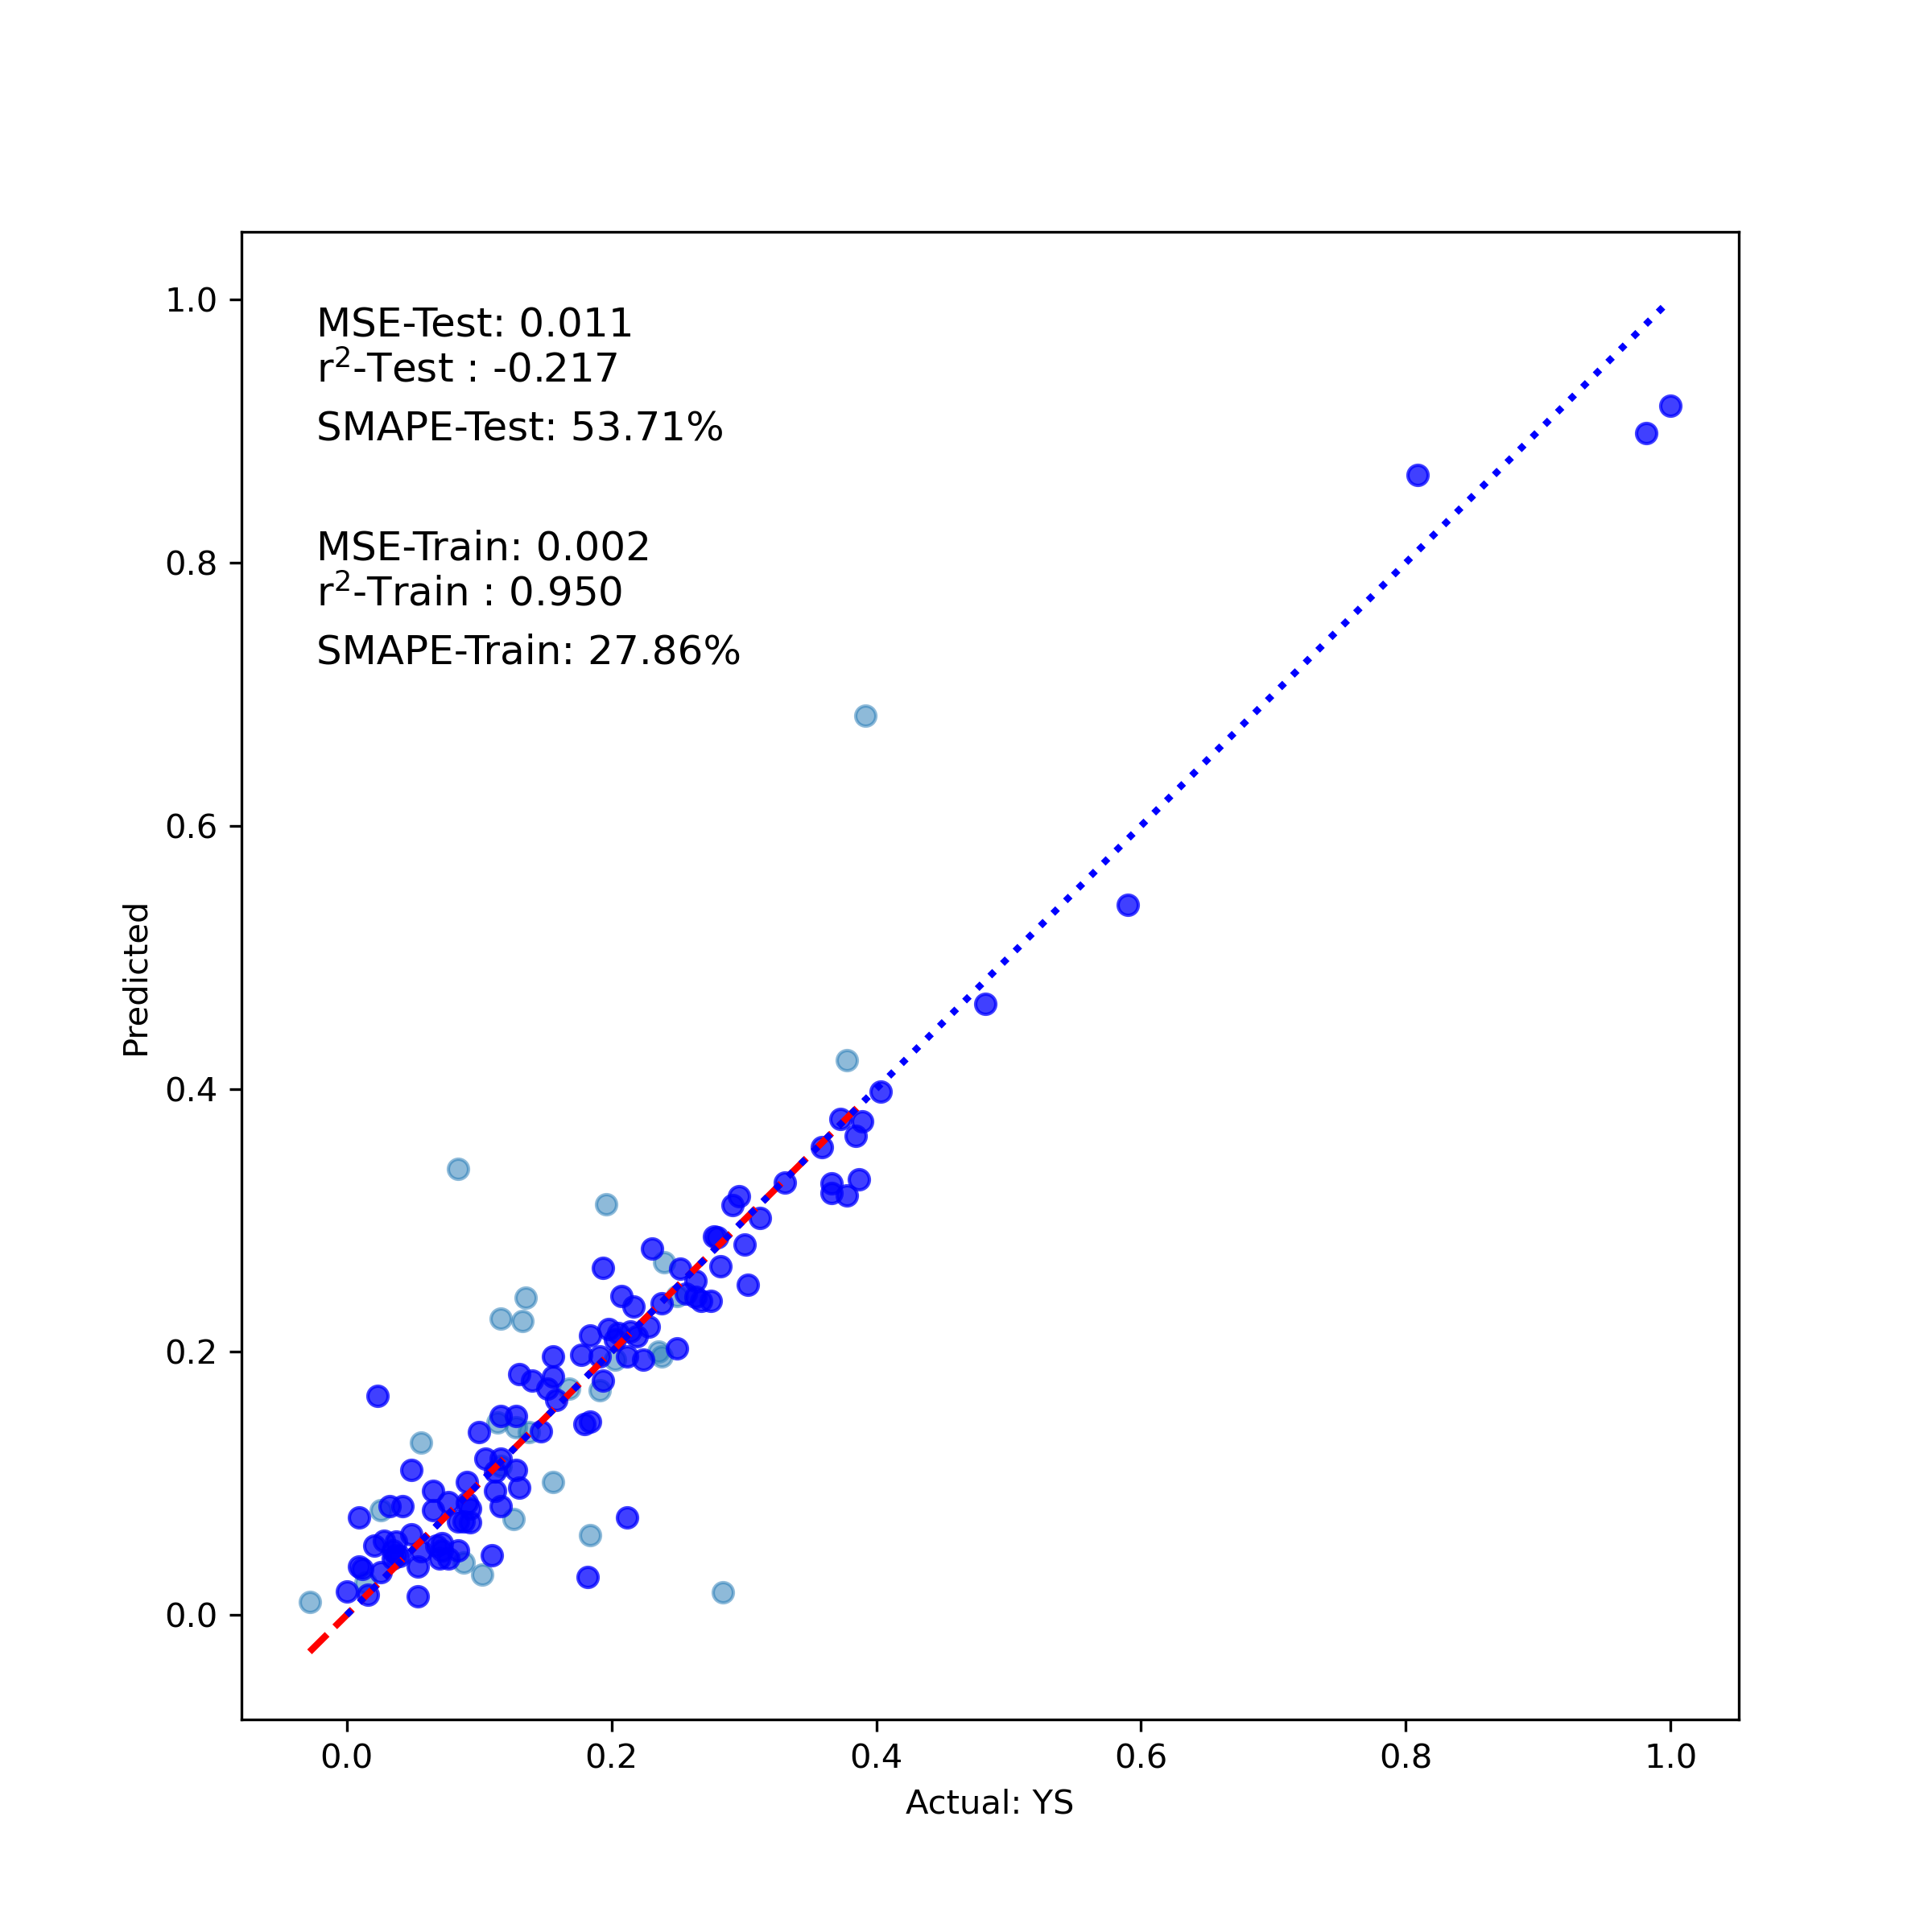 MSE-Test: 0.011
r²-Test : -0.217
SMAPE-Test: 53.71%
MSE-Train: 0.002
r²-Train : 0.950
SMAPE-Train: 27.86%
1.0
0.8
0.6
0.4
0.2
0.0
Predicted
0.0 0.2 0.4 0.6 0.8 1.0
Actual: YS